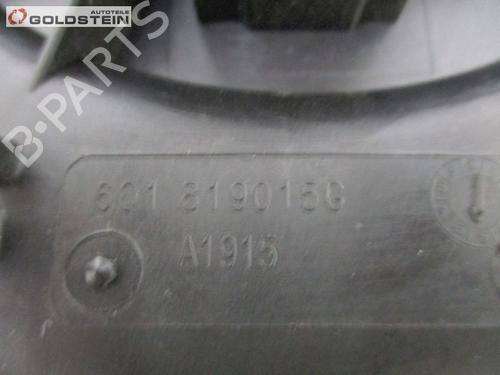 Autoteile
GOLDSTEIN
B-PARTS
6Q1 819015G
A1915